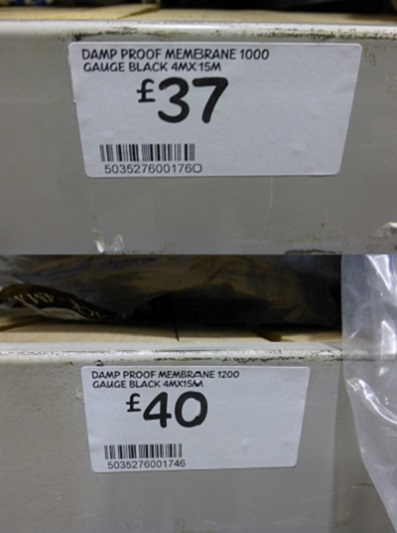 DAMP PROOF MEMBRANE 1000
GAUGE BLACK 4MX15M
£37
5035276001760
DAMP PROOF MEMBRANE 1200
GAUGE BLACK 4MX15M
£40
5035276001746